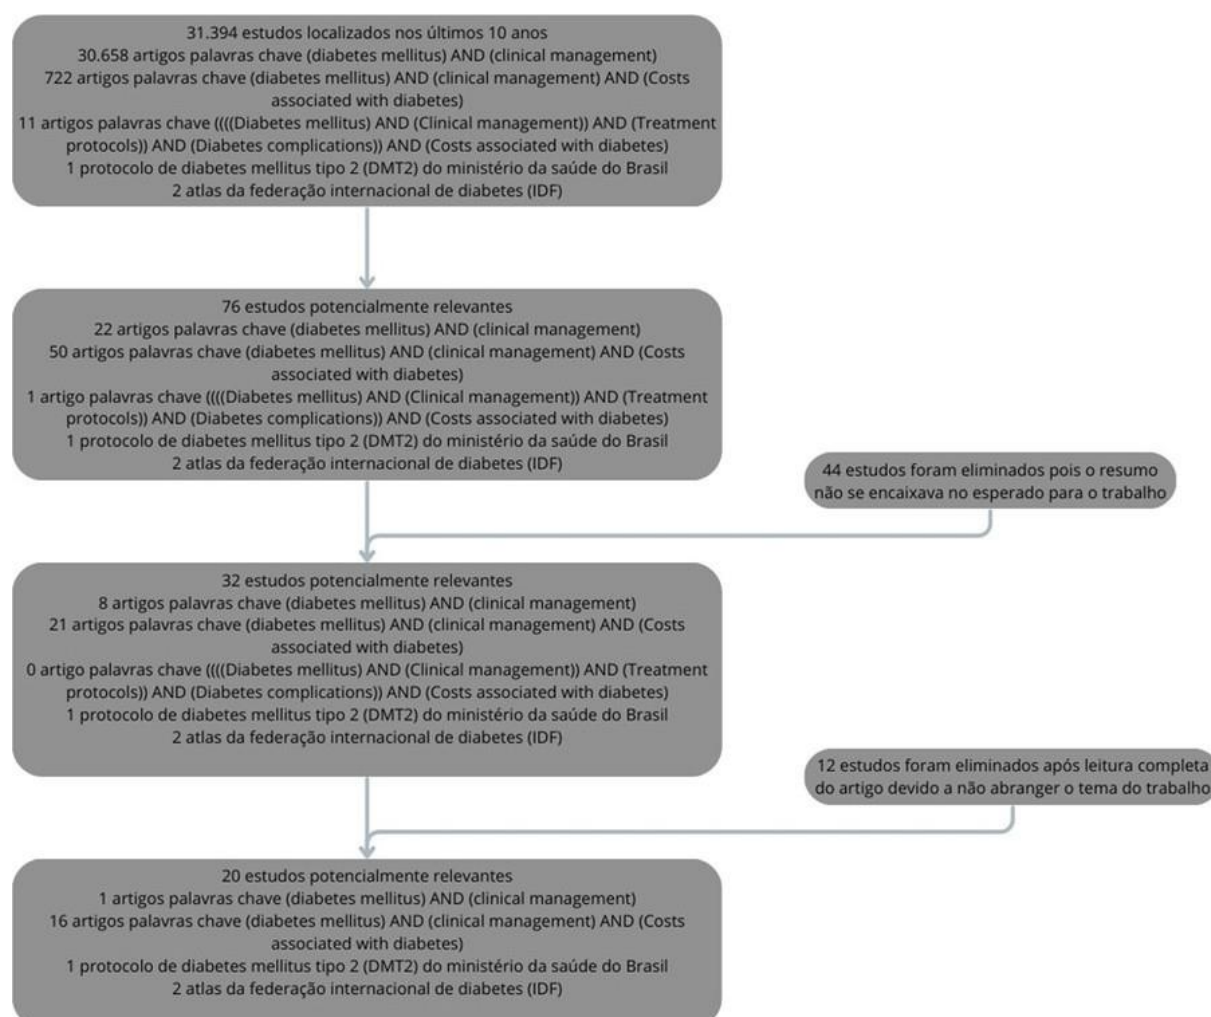 31.394 estudos localizados nos últimos 10 anos
30.658 artigos palavras chave (diabetes mellitus) AND (clinical management)
722 artigos palavras chave (diabetes mellitus) AND (clinical management) AND (Costs
associated with diabetes)
11 artigos palavras chave ((((Diabetes mellitus) AND (Clinical management)) AND (Treatment
protocols)) AND (Diabetes complications)) AND (Costs associated with diabetes)
1 protocolo de diabetes mellitus tipo 2 (DMT2) do ministério da saúde do Brasil
2 atlas da federação internacional de diabetes (IDF)
76 estudos potencialmente relevantes
22 artigos palavras chave (diabetes mellitus) AND (clinical management)
50 artigos palavras chave (diabetes mellitus) AND (clinical management) AND (Costs
associated with diabetes)
1 artigo palavras chave ((((Diabetes mellitus) AND (Clinical management)) AND (Treatment
protocols)) AND (Diabetes complications)) AND (Costs associated with diabetes)
1 protocolo de diabetes mellitus tipo 2 (DMT2) do ministério da saúde do Brasil
2 atlas da federação internacional de diabetes (IDF)
44 estudos foram eliminados pois o resumo
não se encaixava no esperado para o trabalho
32 estudos potencialmente relevantes
8 artigos palavras chave (diabetes mellitus) AND (clinical management)
21 artigos palavras chave (diabetes mellitus) AND (clinical management) AND (Costs
associated with diabetes)
0 artigo palavras chave ((((Diabetes mellitus) AND (Clinical management)) AND (Treatment
protocols)) AND (Diabetes complications)) AND (Costs associated with diabetes)
1 protocolo de diabetes mellitus tipo 2 (DMT2) do ministério da saúde do Brasil
2 atlas da federação internacional de diabetes (IDF)
12 estudos foram eliminados após leitura completa
do artigo devido a não abranger o tema do trabalho
20 estudos potencialmente relevantes
1 artigos palavras chave (diabetes mellitus) AND (clinical management)
16 artigos palavras chave (diabetes mellitus) AND (clinical management) AND (Costs
associated with diabetes)
1 protocolo de diabetes mellitus tipo 2 (DMT2) do ministério da saúde do Brasil
2 atlas da federação internacional de diabetes (IDF)